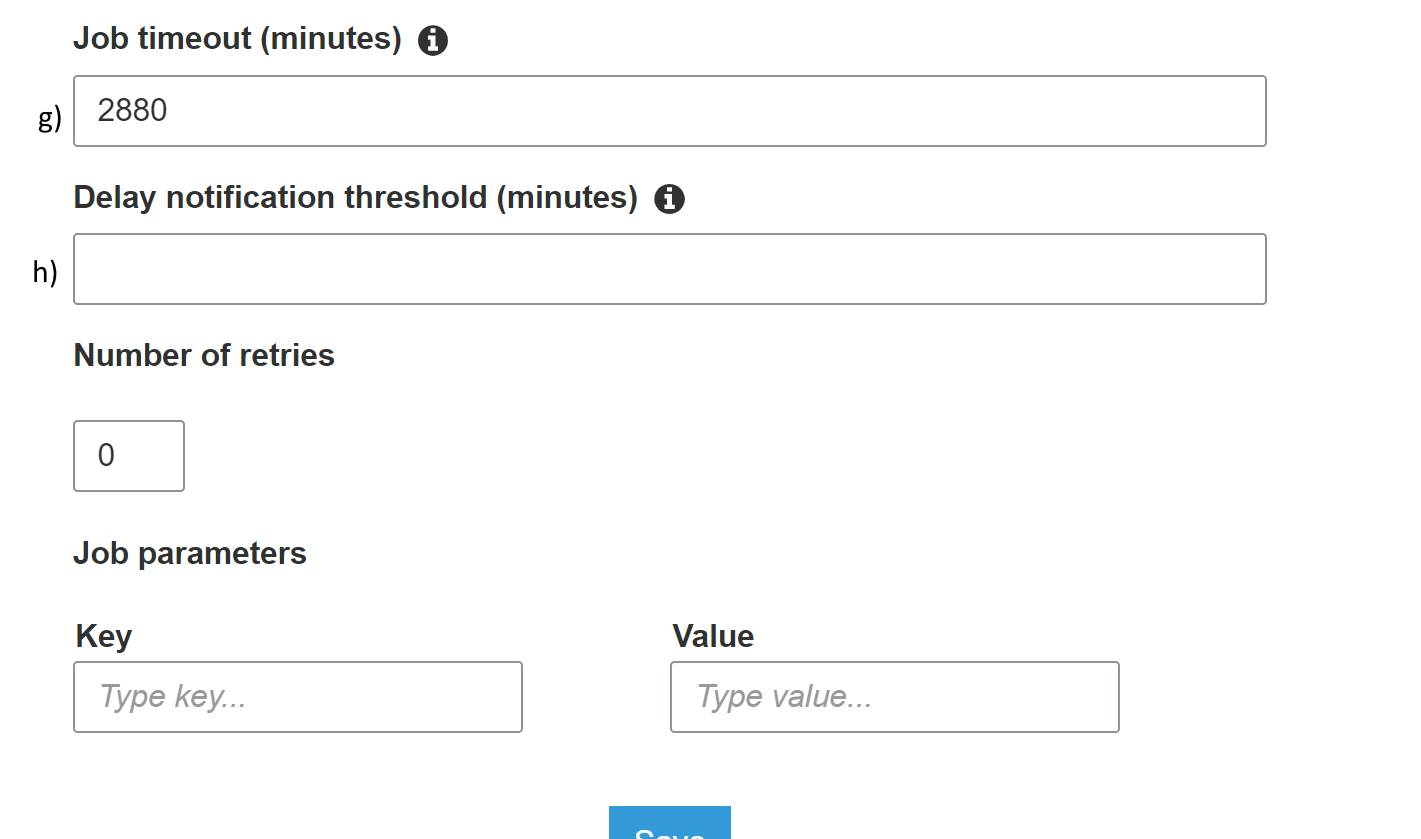 Job timeout (minutes)
g) 2880
Delay notification threshold (minutes)
h)
Number of retries
0
Job parameters
Key Value
Type key... Type value...
Save